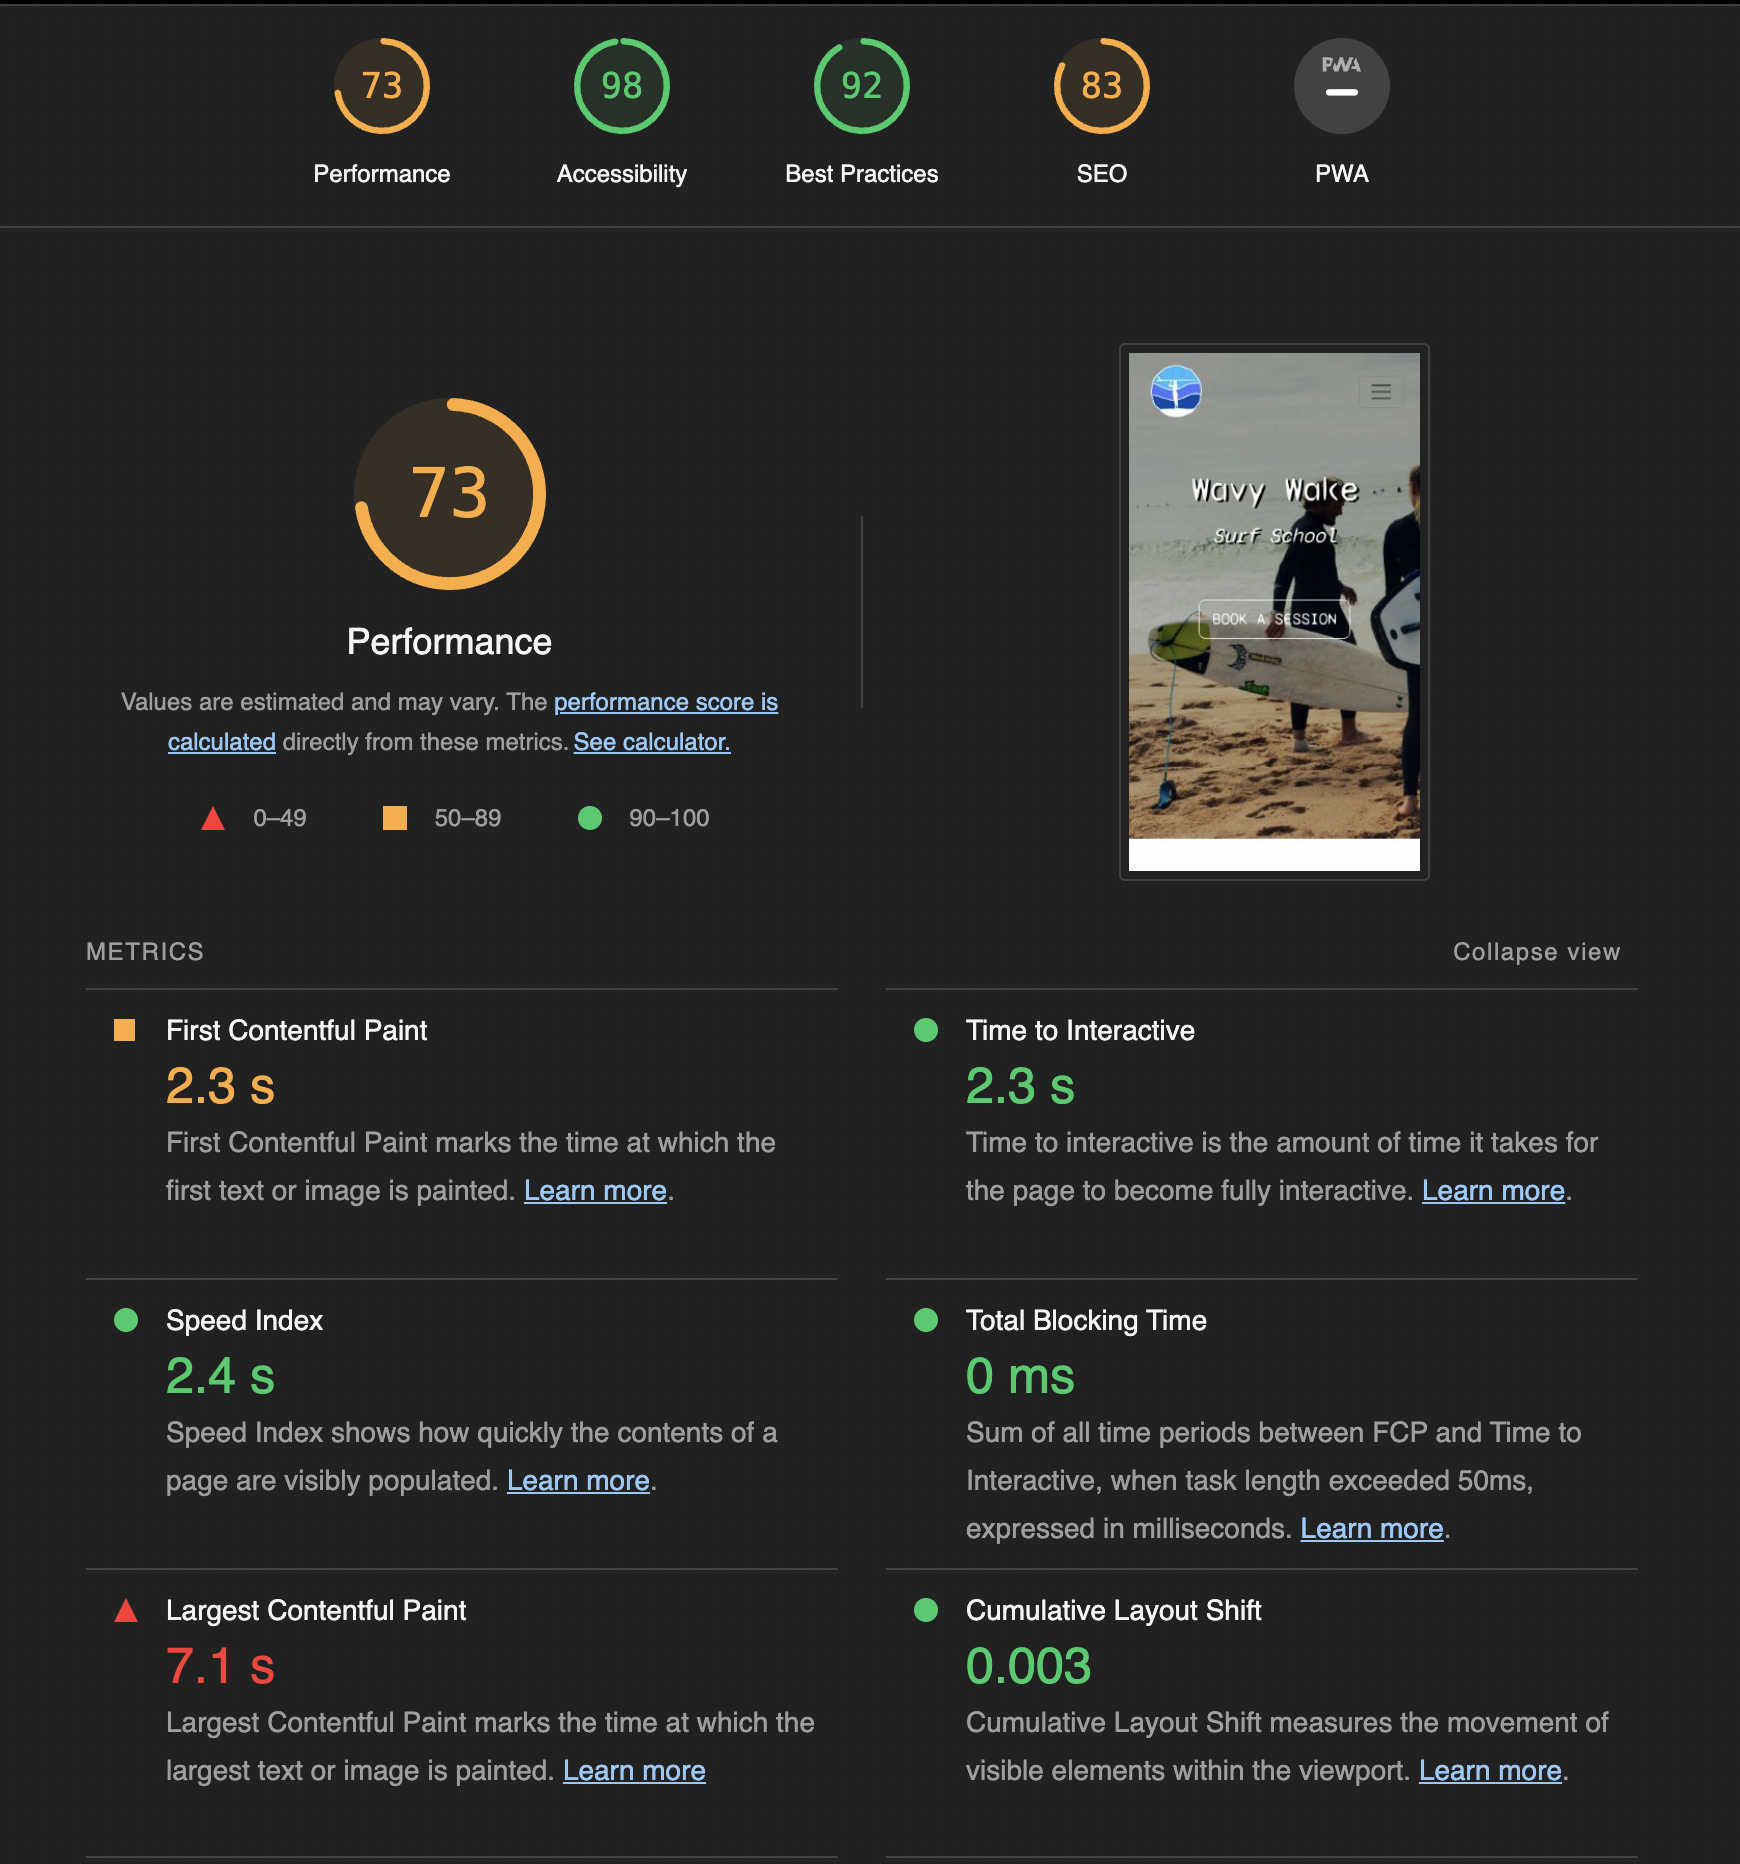 73
98
92
83
PWA
Performance
Accessibility
Best Practices
SEO
PWA
73
Performance
Values are estimated and may vary. The performance score is
calculated directly from these metrics. See calculator.
0–49
50–89
90–100
Wavy Wake
Surf School
BOOK A SESSION
METRICS
Collapse view
First Contentful Paint
2.3 s
First Contentful Paint marks the time at which the
first text or image is painted. Learn more.
Time to Interactive
2.3 s
Time to interactive is the amount of time it takes for
the page to become fully interactive. Learn more.
Speed Index
2.4 s
Speed Index shows how quickly the contents of a
page are visibly populated. Learn more.
Total Blocking Time
0 ms
Sum of all time periods between FCP and Time to
Interactive, when task length exceeded 50ms,
expressed in milliseconds. Learn more.
Largest Contentful Paint
7.1 s
Largest Contentful Paint marks the time at which the
largest text or image is painted. Learn more
Cumulative Layout Shift
0.003
Cumulative Layout Shift measures the movement of
visible elements within the viewport. Learn more.